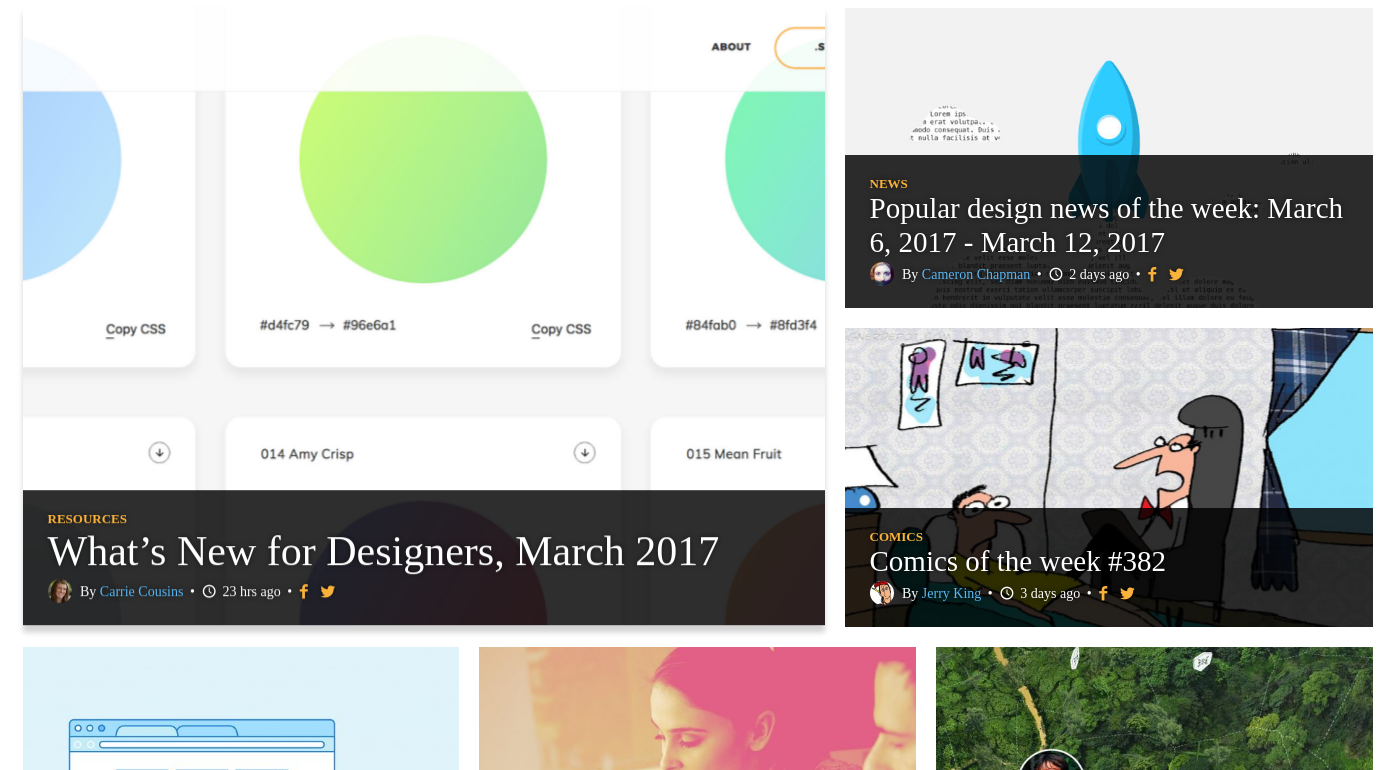 ABOUT
.S
Copy CSS
#d4fc79 → #96e6a1
Copy CSS
#84fab0 → #8fd3f4
014 Amy Crisp
015 Mean Fruit
RESOURCES
What’s New for Designers, March 2017
By Carrie Cousins • 23 hrs ago •
Lorem ips
erat volutpat
modo consequat. Duis
t nulla facilisis at ve
NEWS
Popular design news of the week: March
6, 2017 - March 12, 2017
By Cameron Chapman • 2 days ago •
COMICS
Comics of the week #382
By Jerry King • 3 days ago •